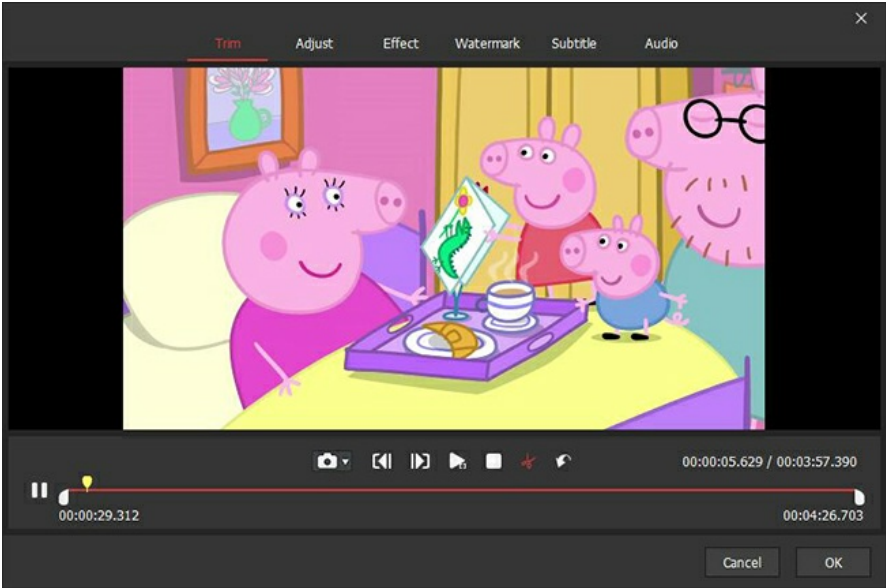 Trim Adjust Effect Watermark Subtitle Audio
00:00:05.629 / 00:03:57.390
00:00:29.312 00:04:26.703
Cancel OK